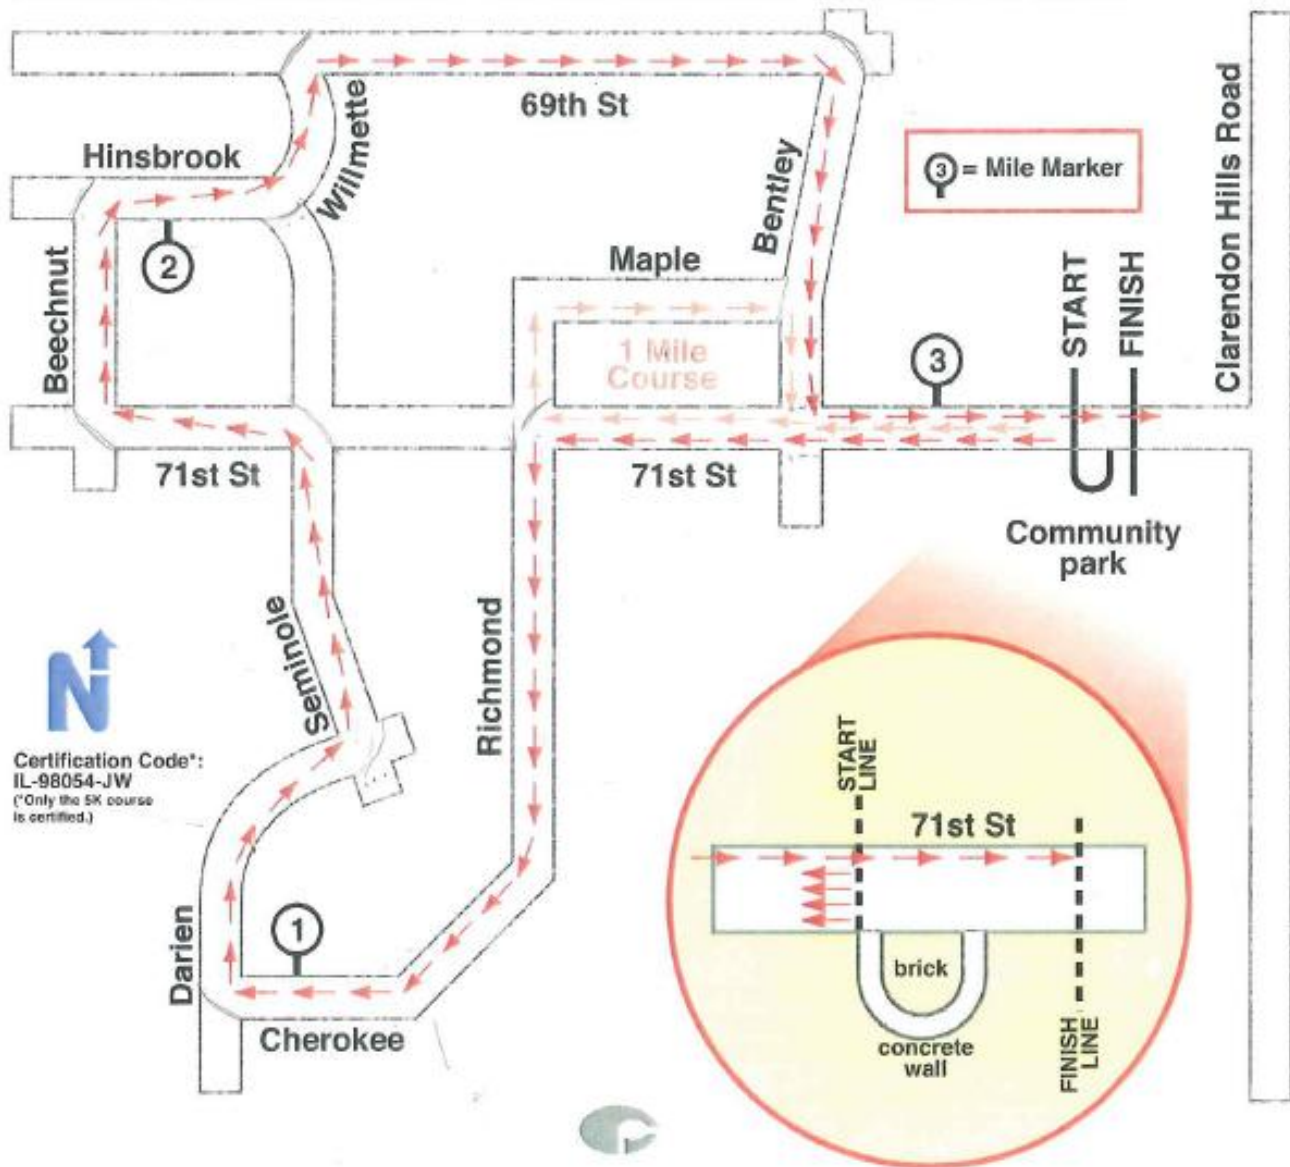 69th St
Hinsbrook
Willmette
Bentley
3 = Mile Marker
Clarendon Hills Road
Beechnut
2
Maple
1 Mile
Course
3
START
FINISH
71st St
71st St
Community
park
Seminole
Richmond
N
Certification Code*:
IL-98054-JW
(*Only the 5K course
is certified.)
Darien
1
Cherokee
START
LINE
71st St
brick
concrete
wall
FINISH
LINE